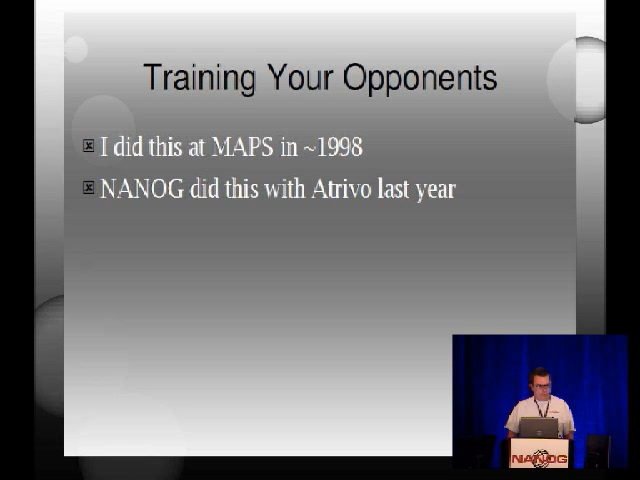 Training Your Opponents
I did this at MAPS in ~1998
NANOG did this with Atrivo last year
NANOG